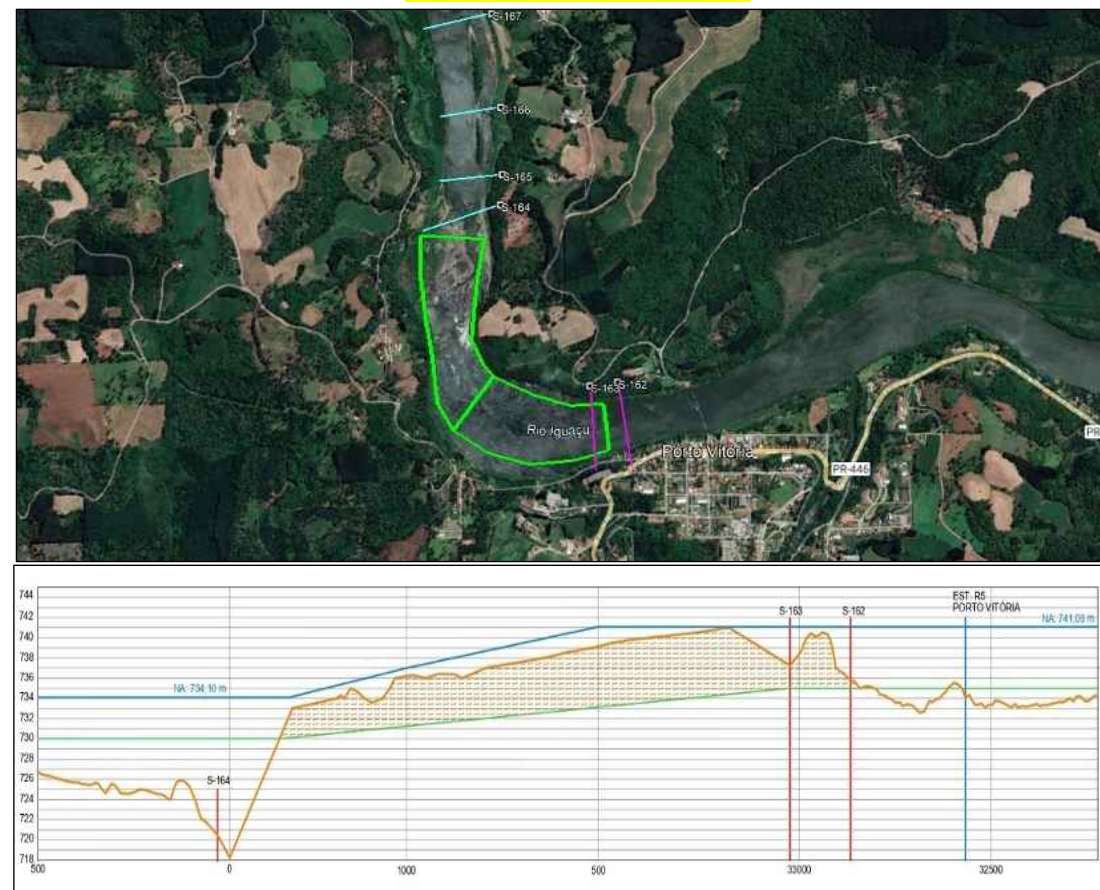 S-167
S-166
S-165
S-164
S-163
S-162
Rio Iguaçu
Porto Vitória
PR-446
PR
744
742
740
738
736
734
732
730
728
726
724
722
720
718
NA: 734,10 m
S-164
S-163
S-162
EST. R5
PORTO VITÓRIA
NA: 741,08 m
500
0
1000
500
33000
32500